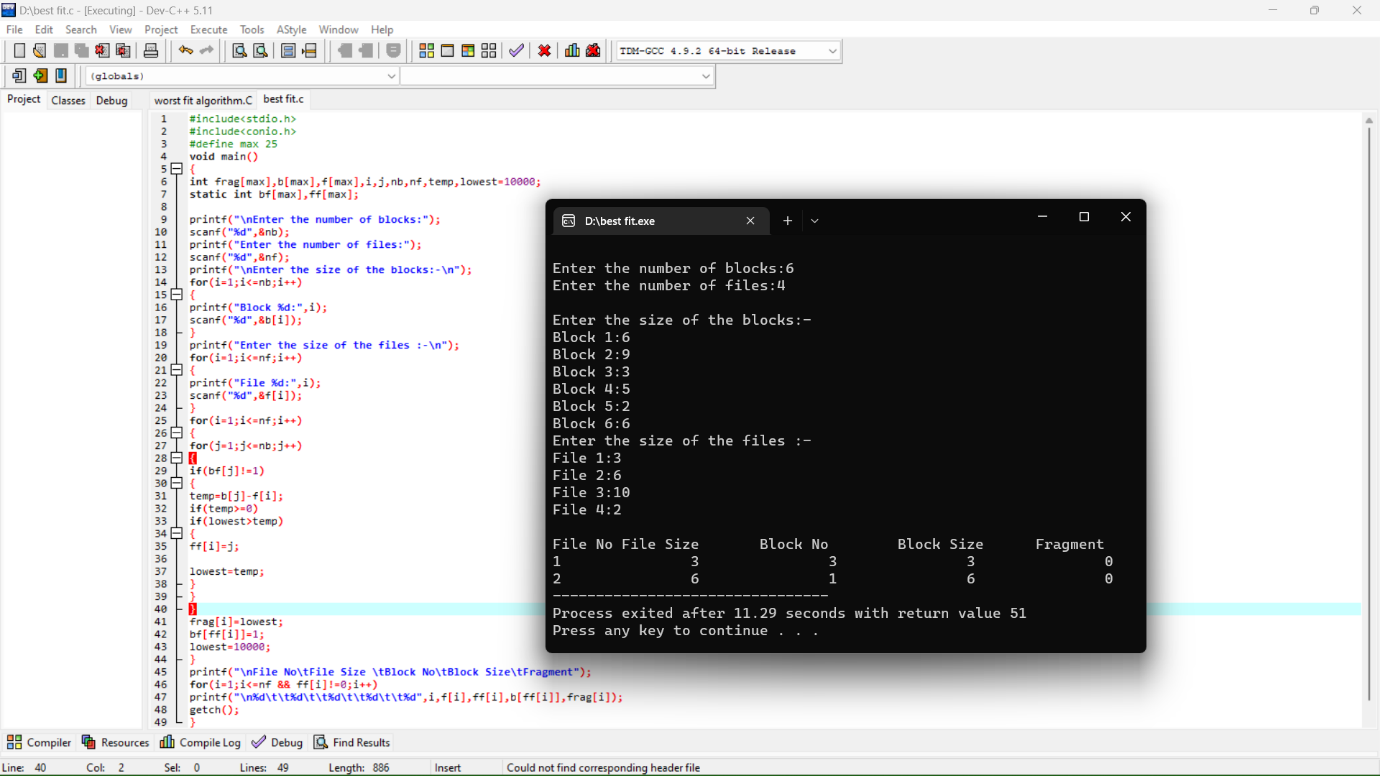 D:\best fit.c - [Executing] - Dev-C++ 5.11
File Edit Search View Project Execute Tools AStyle Window Help
TDM-GCC 4.9.2 64-bit Release
(globals)
Project Classes Debug worst fit algorithm.C best fit.c
1 #include<stdio.h>
2 #include<conio.h>
3 #define max 25
4 void main()
5 {
6 int frag[max],b[max],f[max],i,j,nb,nf,temp,lowest=10000;
7 static int bf[max],ff[max];
8
9 printf("\nEnter the number of blocks:");
10 scanf("%d",&nb);
11 printf("Enter the number of files:");
12 scanf("%d",&nf);
13 printf("\nEnter the size of the blocks:-\n");
14 for(i=1;i<=nb;i++)
15 {
16 printf("Block %d:",i);
17 scanf("%d",&b[i]);
18 }
19 printf("Enter the size of the files :-\n");
20 for(i=1;i<=nf;i++)
21 {
22 printf("File %d:",i);
23 scanf("%d",&f[i]);
24 }
25 for(i=1;i<=nf;i++)
26 {
27 for(j=1;j<=nb;j++)
28 {
29 if(bf[j]!=1)
30 {
31 temp=b[j]-f[i];
32 if(temp>=0)
33 if(lowest>temp)
34 {
35 ff[i]=j;
36
37 lowest=temp;
38 }
39 }
40 }
41 frag[i]=lowest;
42 bf[ff[i]]=1;
43 lowest=10000;
44 }
45 printf("\nFile No\tFile Size \tBlock No\tBlock Size\tFragment");
46 for(i=1;i<=nf && ff[i]!=0;i++)
47 printf("\n%d\t\t%d\t\t%d\t\t%d\t\t%d",i,f[i],ff[i],b[ff[i]],frag[i]);
48 getch();
49 }
D:\best fit.exe
Enter the number of blocks:6
Enter the number of files:4
Enter the size of the blocks:-
Block 1:6
Block 2:9
Block 3:3
Block 4:5
Block 5:2
Block 6:6
Enter the size of the files :-
File 1:3
File 2:6
File 3:10
File 4:2
File No File Size Block No Block Size Fragment
1 3 3 3 0
2 6 1 6 0
--------------------------------
Process exited after 11.29 seconds with return value 51
Press any key to continue . . .
Compiler Resources Compile Log Debug Find Results
Line: 40 Col: 2 Sel: 0 Lines: 49 Length: 886 Insert Could not find corresponding header file